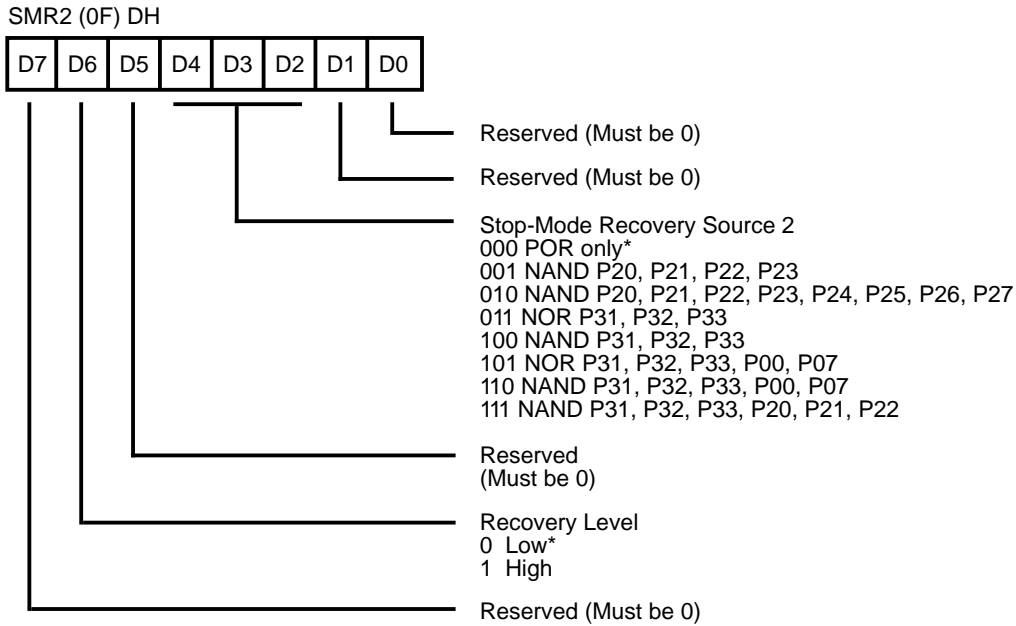 SMR2 (0F) DH
D7 D6 D5 D4 D3 D2 D1 D0
Reserved (Must be 0)
Reserved (Must be 0)
Stop-Mode Recovery Source 2
000 POR only*
001 NAND P20, P21, P22, P23
010 NAND P20, P21, P22, P23, P24, P25, P26, P27
011 NOR P31, P32, P33
100 NAND P31, P32, P33
101 NOR P31, P32, P33, P00, P07
110 NAND P31, P32, P33, P00, P07
111 NAND P31, P32, P33, P20, P21, P22
Reserved
(Must be 0)
Recovery Level
0 Low*
1 High
Reserved (Must be 0)